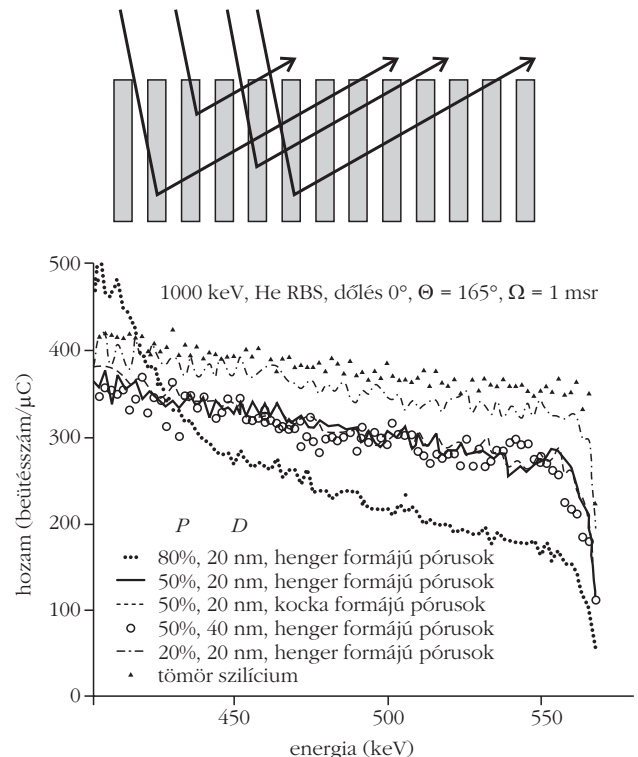 500
1000 keV, He RBS, dőlés 0°, Θ = 165°, Ω = 1 msr
400
300
200
100
0
hozam (beütésszám/μC)
P D
80%, 20 nm, henger formájú pórusok
50%, 20 nm, henger formájú pórusok
50%, 20 nm, kocka formájú pórusok
50%, 40 nm, henger formájú pórusok
20%, 20 nm, henger formájú pórusok
tömör szilícium
450 500 550
energia (keV)